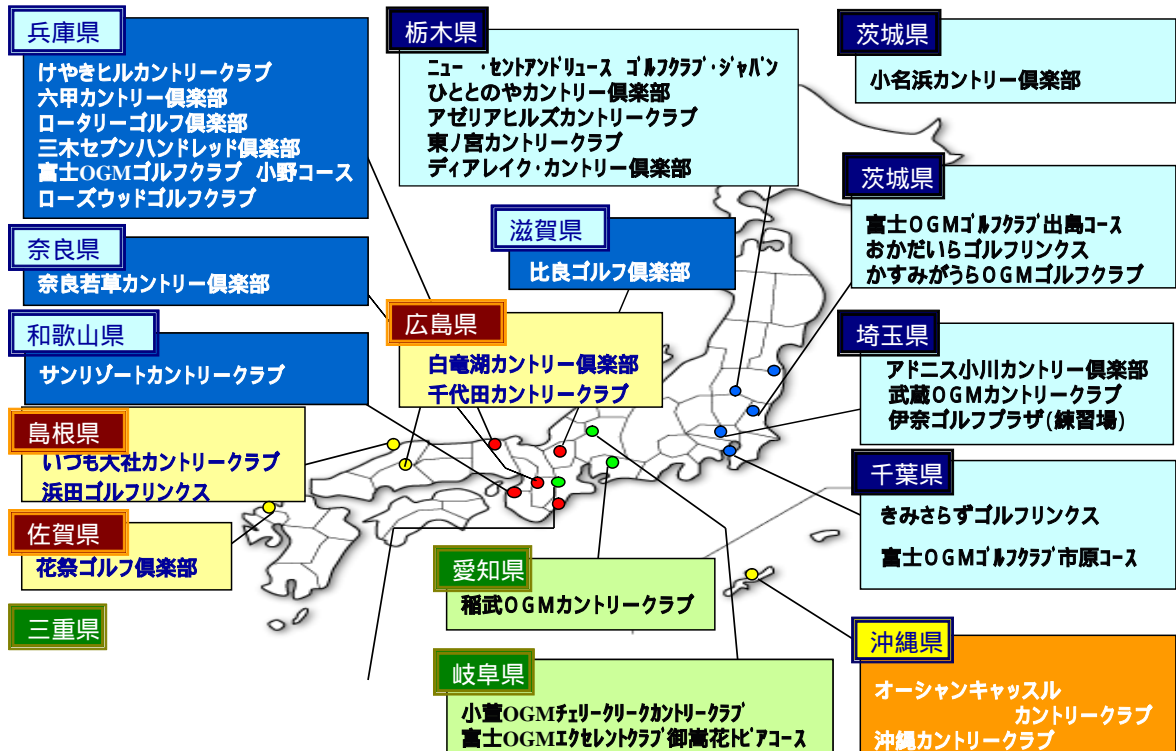 兵庫県
けやきヒルカントリークラブ
六甲カントリー倶楽部
ロータリーゴルフ倶楽部
三木セブンハンドレッド倶楽部
富士OGMゴルフクラブ 小野コース
ローズウッドゴルフクラブ
奈良県
奈良若草カントリー倶楽部
和歌山県
サンリゾートカントリークラブ
島根県
いづも大社カントリークラブ
浜田ゴルフリンクス
佐賀県
花祭ゴルフ倶楽部
三重県
栃木県
ニュー ・セントアンドリュース ゴルフクラブ・ジャパン
ひととのやカントリー倶楽部
アゼリアヒルズカントリークラブ
東ノ宮カントリークラブ
ディアレイク・カントリー倶楽部
滋賀県
比良ゴルフ倶楽部
広島県
白竜湖カントリー倶楽部
千代田カントリークラブ
愛知県
稲武OGMカントリークラブ
岐阜県
小萱OGMチェリークリークカントリークラブ
富士OGMエクセレントクラブ御嵩花トピアコース
茨城県
小名浜カントリー倶楽部
茨城県
富士OGMゴルフクラブ出島コース
おかだいらゴルフリンクス
かすみがうらOGMゴルフクラブ
埼玉県
アドニス小川カントリー倶楽部
武蔵OGMカントリークラブ
伊奈ゴルフプラザ(練習場)
千葉県
きみさらずゴルフリンクス
富士OGMゴルフクラブ市原コース
沖縄県
オーシャンキャッスル
カントリークラブ
沖縄カントリークラブ